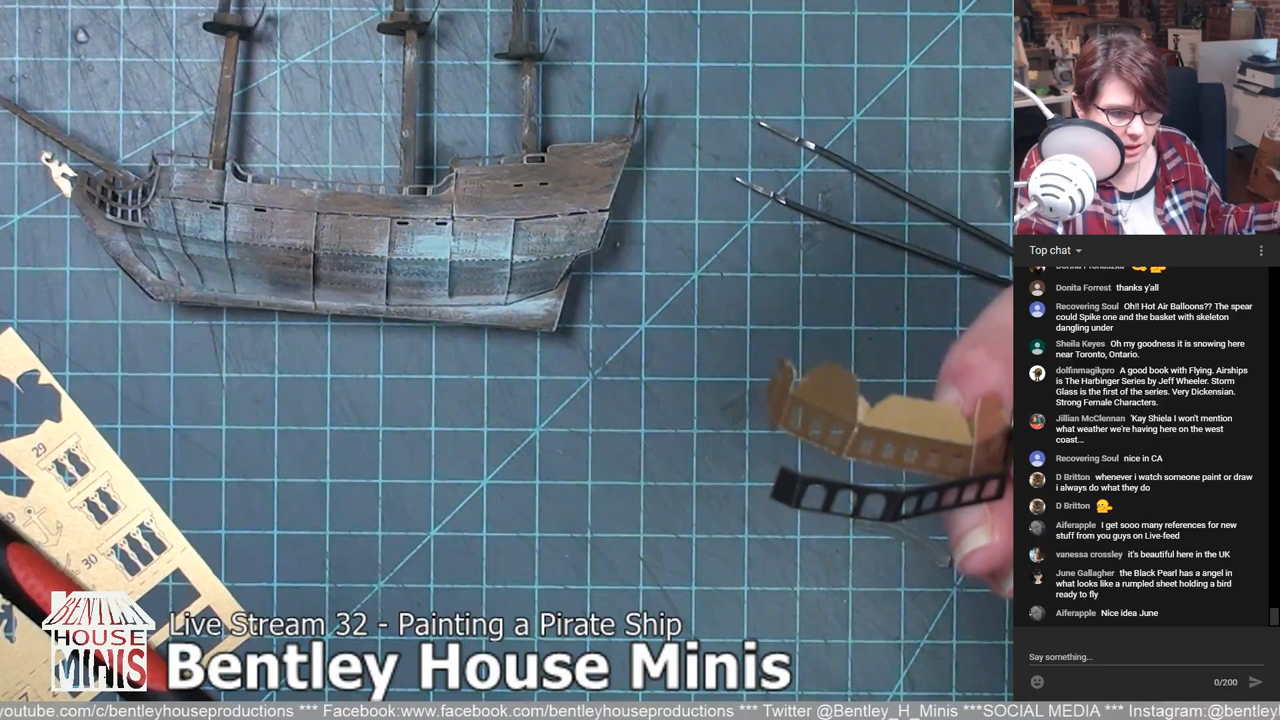 29
30
BENTLEY
HOUSE
MINIS
Live Stream 32 - Painting a Pirate Ship
Bentley House Minis
youtube.com/c/bentleyhouseproductions *** Facebook:www.facebook.com/bentleyhouseproductions *** Twitter @Bentley_H_Minis ***SOCIAL MEDIA *** Instagram:@bentley
Top chat
Donita Forrest thanks y'all
Recovering Soul Oh!! Hot Air Balloons?? The spear
could Spike one and the basket with skeleton
dangling under
Sheila Keyes Oh my goodness it is snowing here
near Toronto, Ontario.
dolfinmagikpro A good book with Flying. Airships
is The Harbinger Series by Jeff Wheeler. Storm
Glass is the first of the series. Very Dickensian.
Strong Female Characters.
Jillian McClennan 'Kay Shiela I won't mention
what weather we're having here on the west
coast...
Recovering Soul nice in CA
D Britton whenever i watch someone paint or draw
i always do what they do
D Britton
Aiferapple I get sooo many references for new
stuff from you guys on Live-feed
vanessa crossley it's beautiful here in the UK
June Gallagher the Black Pearl has a angel in
what looks like a rumpled sheet holding a bird
ready to fly
Aiferapple Nice idea June
Say something...
0/200